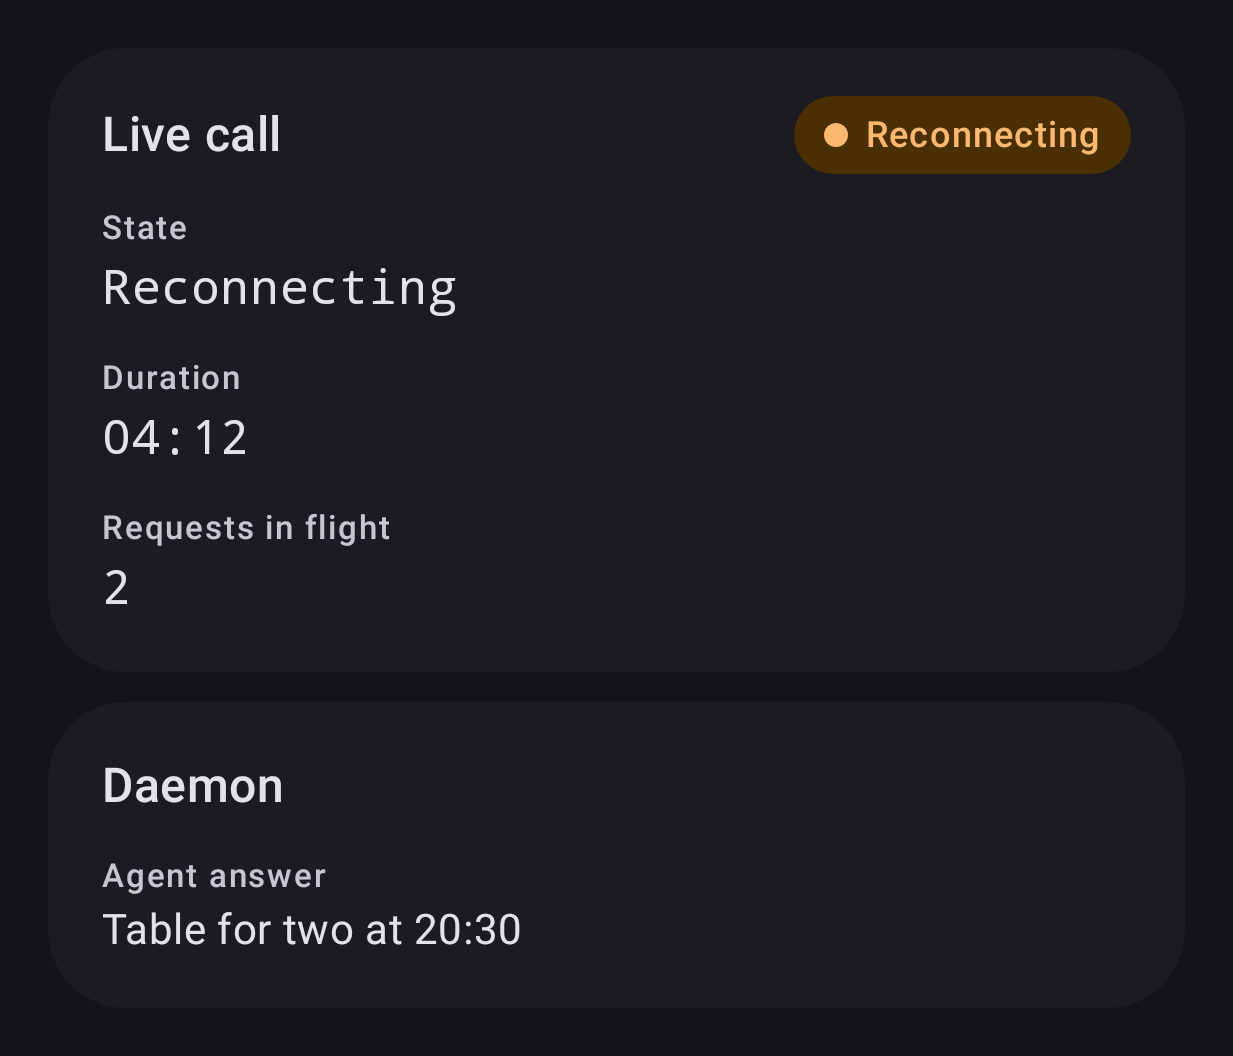 Live call
Reconnecting
State
Reconnecting
Duration
04:12
Requests in flight
2
Daemon
Agent answer
Table for two at 20:30